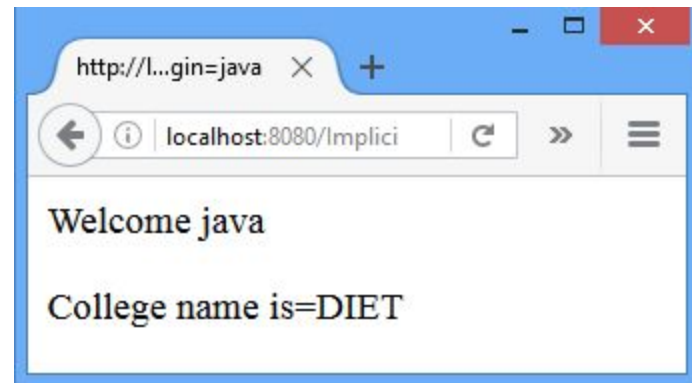 http://l...gin=java
localhost:8080/Implici
Welcome java
College name is=DIET